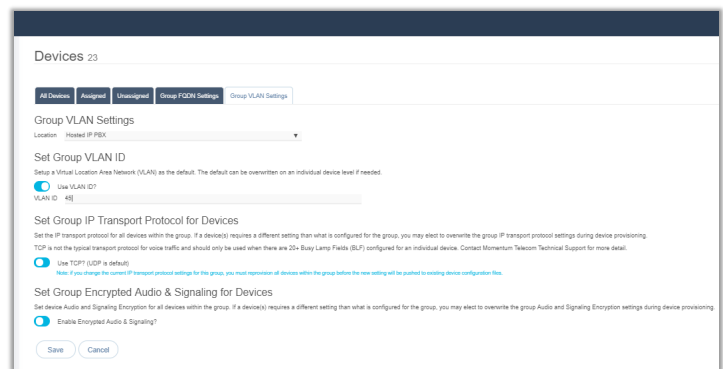 Devices 23
All Devices Assigned Unassigned Group FQDN Settings Group VLAN Settings
Group VLAN Settings
Location Hosted IP PBX
Set Group VLAN ID
Setup a Virtual Location Area Network (VLAN) as the default. The default can be overwritten on an individual device level if needed.
Use VLAN ID?
VLAN ID 45
Set Group IP Transport Protocol for Devices
Set the IP transport protocol for all devices within the group. If a device(s) requires a different setting than what is configured for the group, you may elect to overwrite the group IP transport protocol settings during device provisioning.
TCP is not the typical transport protocol for voice traffic and should only be used when there are 20+ Busy Lamp Fields (BLF) configured for an individual device. Contact Momentum Telecom Technical Support for more detail.
Use TCP? (UDP is default)
Note: if you change the current IP transport protocol settings for this group, you must reprovision all devices within the group before the new setting will be pushed to existing device configuration files.
Set Group Encrypted Audio & Signaling for Devices
Set device Audio and Signaling Encryption for all devices within the group. If a device(s) requires a different setting than what is configured for the group, you may elect to overwrite the group Audio and Signaling Encryption settings during device provisioning.
Enable Encrypted Audio & Signaling?
Save Cancel